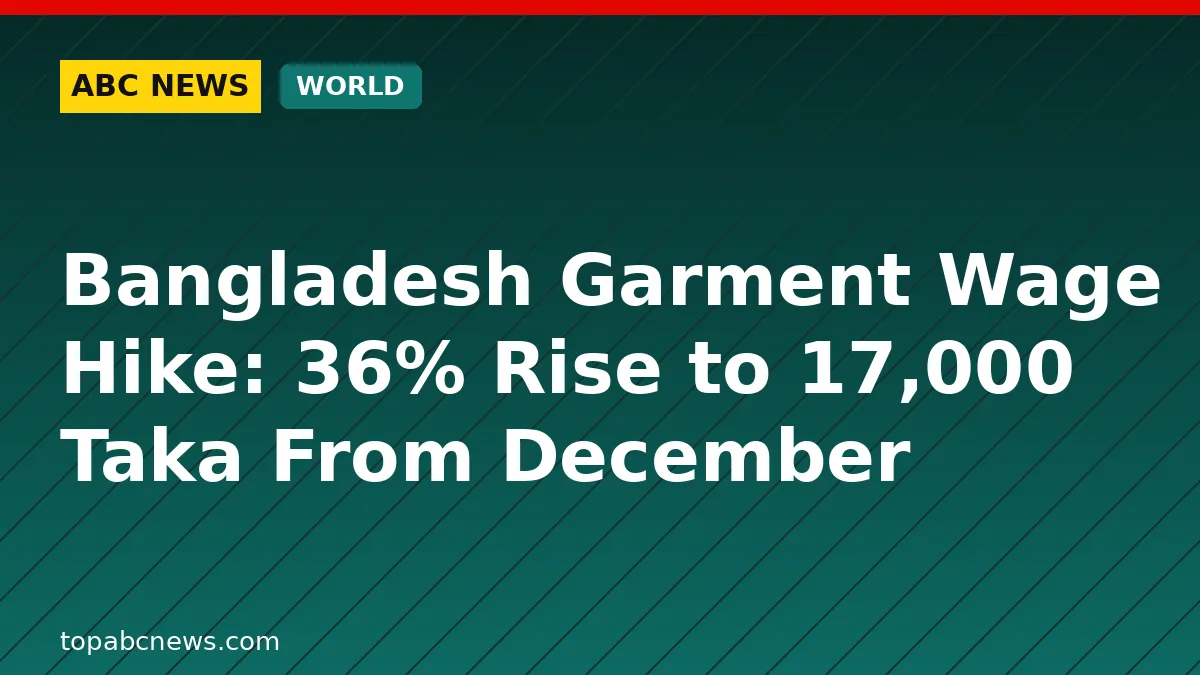 ABC NEWS WORLD
Bangladesh Garment Wage
Hike: 36% Rise to 17,000
Taka From December
topabcnews.com